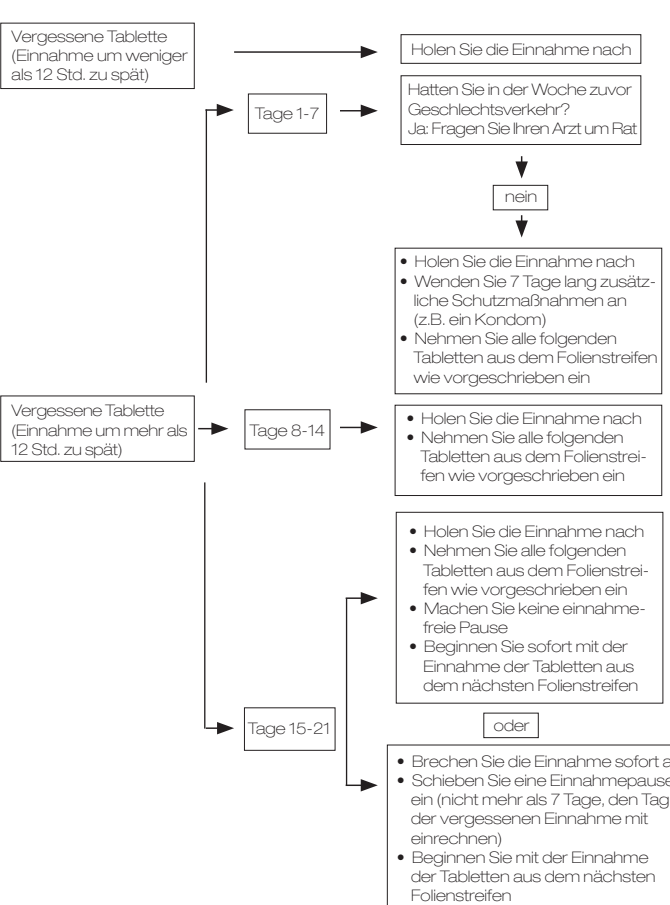 Vergessene Tablette
(Einnahme um weniger
als 12 Std. zu spät)
Holen Sie die Einnahme nach
Tage 1-7
Hatten Sie in der Woche zuvor
Geschlechtsverkehr?
Ja: Fragen Sie Ihren Arzt um Rat
nein
• Holen Sie die Einnahme nach
• Wenden Sie 7 Tage lang zusätz-
liche Schutzmaßnahmen an
(z.B. ein Kondom)
• Nehmen Sie alle folgenden
Tabletten aus dem Folienstreifen
wie vorgeschrieben ein
Vergessene Tablette
(Einnahme um mehr als
12 Std. zu spät)
Tage 8-14
• Holen Sie die Einnahme nach
• Nehmen Sie alle folgenden
Tabletten aus dem Folienstrei-
fen wie vorgeschrieben ein
• Holen Sie die Einnahme nach
• Nehmen Sie alle folgenden
Tabletten aus dem Folienstrei-
fen wie vorgeschrieben ein
• Machen Sie keine einnahme-
freie Pause
• Beginnen Sie sofort mit der
Einnahme der Tabletten aus
dem nächsten Folienstreifen
Tage 15-21
oder
• Brechen Sie die Einnahme sofort
• Schieben Sie eine Einnahmepause
ein (nicht mehr als 7 Tage, den Tag
der vergessenen Einnahme mit
einrechnen)
• Beginnen Sie mit der Einnahme
der Tabletten aus dem nächsten
Folienstreifen